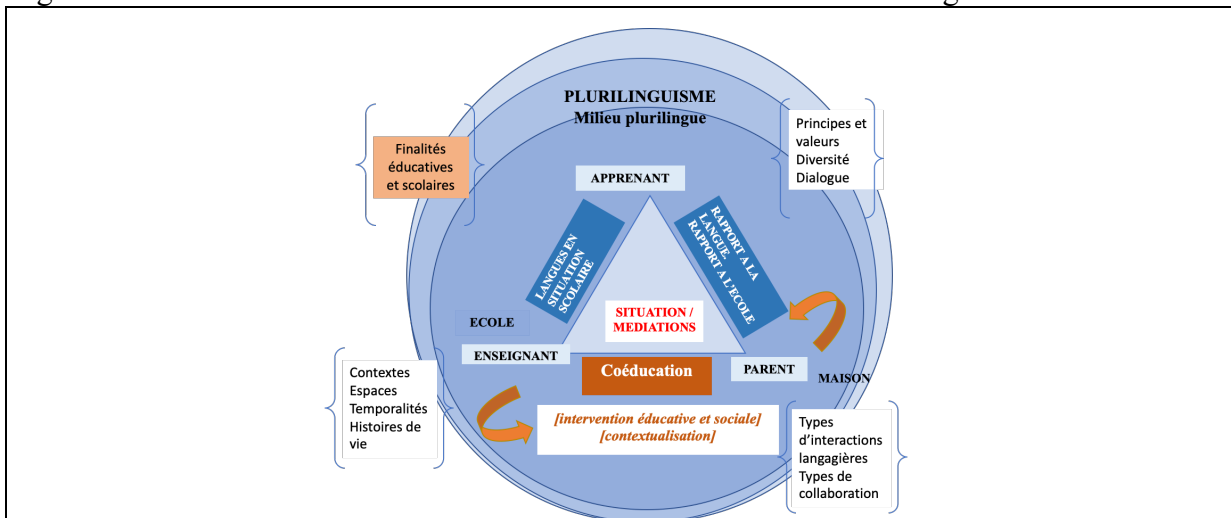 PLURILINGUISME
Milieu plurilingue
Finalités
éducatives
et scolaires
Principes et
valeurs
Diversité
Dialogue
APPRENANT
LANGUES EN
SITUATION
SCOLAIRE
RAPPORT A LA
LANGUE.
RAPPORT A L'ECOLE
SITUATION /
MEDIATIONS
ECOLE
ENSEIGNANT
Coéducation
PARENT
MAISON
Contextes
Espaces
Temporalités
Histoires de
vie
[intervention éducative et sociale]
[contextualisation]
Types
d'interactions
langagières
Types de
collaboration